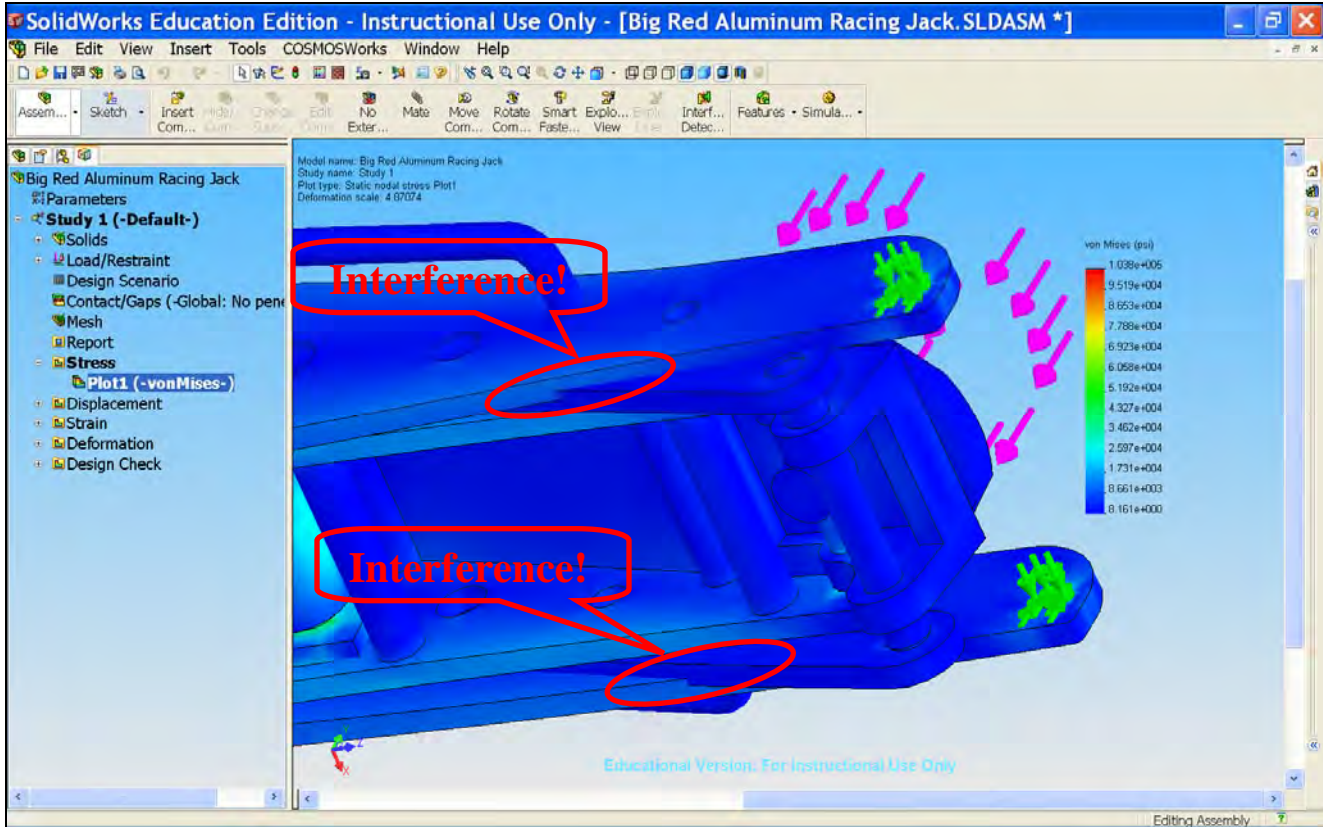 SolidWorks Education Edition - Instructional Use Only - [Big Red Aluminum Racing Jack.SLDASM *]
File Edit View Insert Tools COSMOSWorks Window Help
Assem... Sketch Insert Com... No Exter... Mate Move Com... Rotate Com... Smart Faste... Explo... View Interf... Detec... Features Simula...
Big Red Aluminum Racing Jack
Parameters
Study 1 (-Default-)
Solids
Load/Restraint
Design Scenario
Contact/Gaps (-Global: No pene
Mesh
Report
Stress
Plot1 (-vonMises-)
Displacement
Strain
Deformation
Design Check
Model name: Big Red Aluminum Racing Jack
Study name: Study 1
Plot type: Static nodal stress Plot1
Deformation scale: 4.67074
Interference!
Interference!
von Mises (psi)
1.038e+005
9.519e+004
8.653e+004
7.788e+004
6.923e+004
6.058e+004
5.192e+004
4.327e+004
3.462e+004
2.597e+004
1.731e+004
8.661e+003
8.161e+000
Y
Z
X
Educational Version: For Instructional Use Only
Editing Assembly